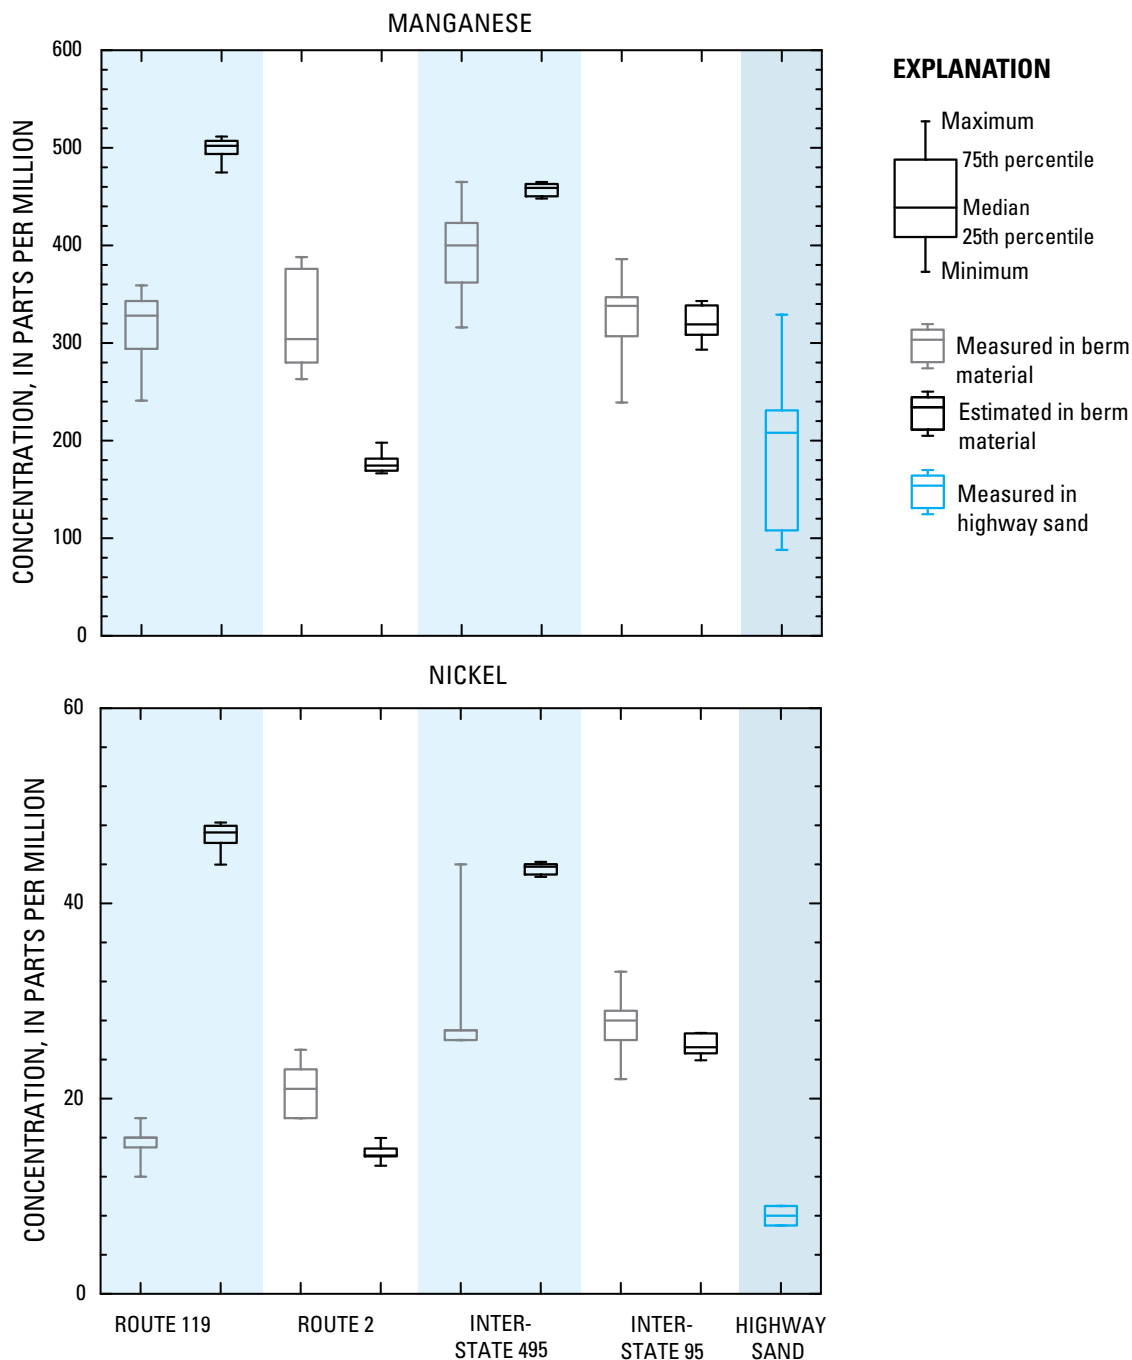 MANGANESE
600
500
400
300
200
100
0
CONCENTRATION, IN PARTS PER MILLION
EXPLANATION
Maximum
75th percentile
Median
25th percentile
Minimum
Measured in berm
material
Estimated in berm
material
Measured in
highway sand
NICKEL
60
40
20
0
CONCENTRATION, IN PARTS PER MILLION
ROUTE 119
ROUTE 2
INTER-
STATE 495
INTER-
STATE 95
HIGHWAY
SAND